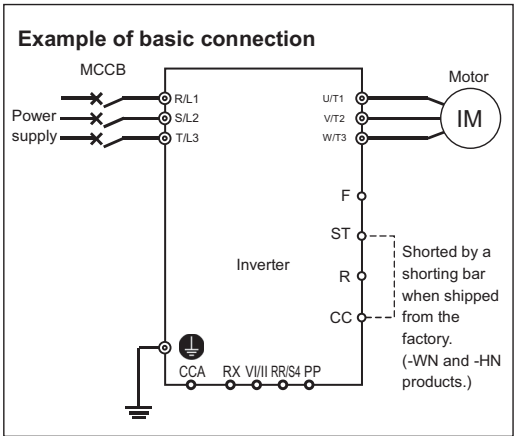 Example of basic connection
MCCB
Motor
Power
supply
R/L1
S/L2
T/L3
U/T1
V/T2
W/T3
IM
F
ST
R
CC
Inverter
Shorted by a
shorting bar
when shipped
from the
factory.
(-WN and -HN
products.)
CCA RX VI/II RR/S4 PP